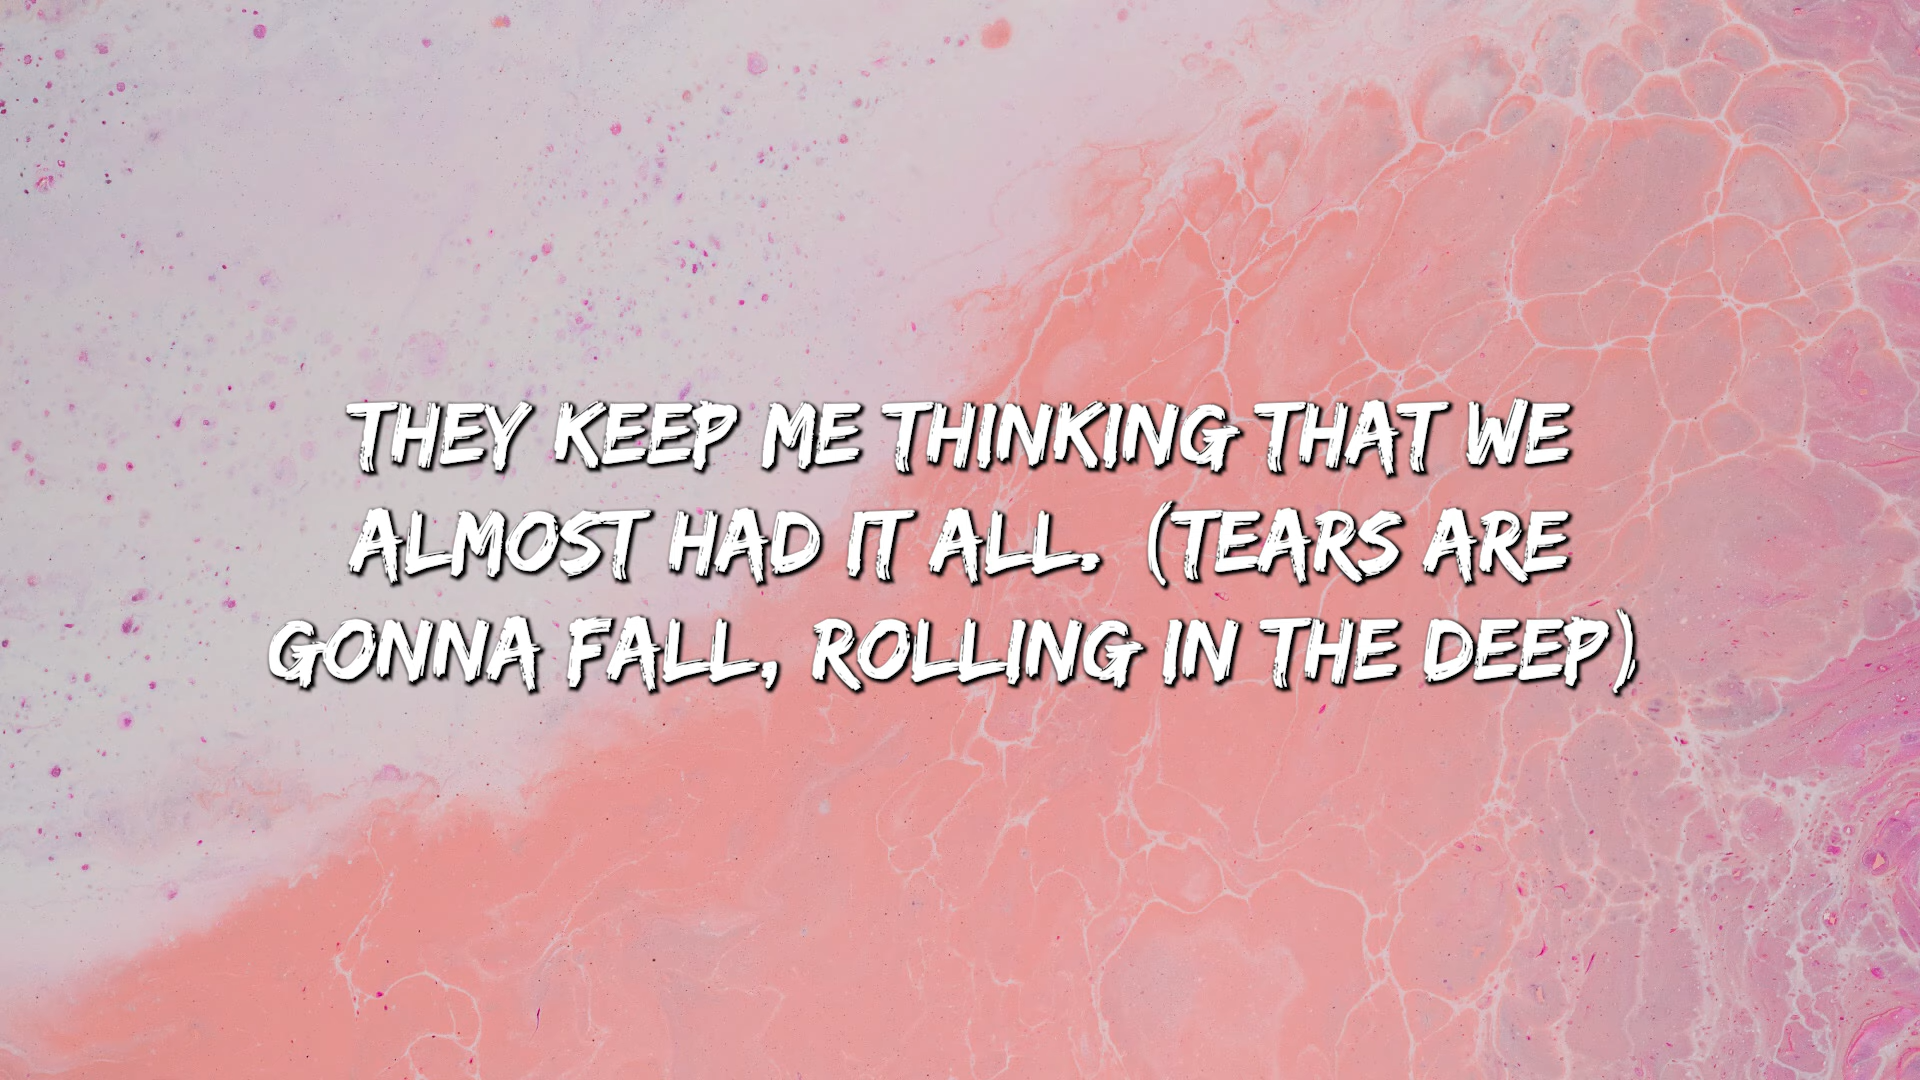 THEY KEEP ME THINKING THAT WE
ALMOST HAD IT ALL. (TEARS ARE
GONNA FALL, ROLLING IN THE DEEP)